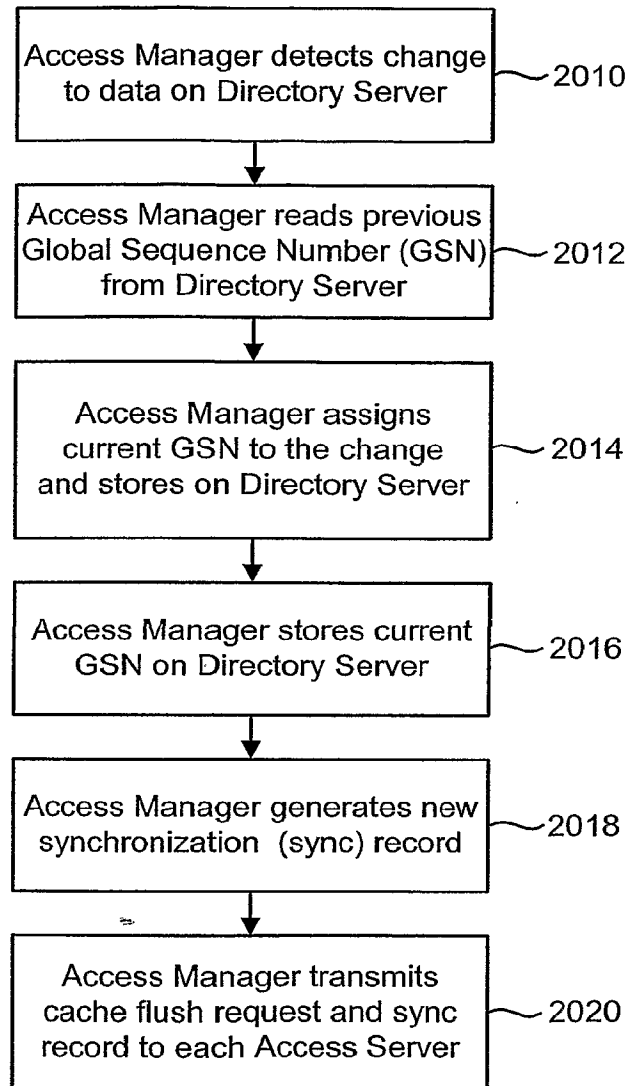 Access Manager detects change
to data on Directory Server
2010
Access Manager reads previous
Global Sequence Number (GSN)
from Directory Server
2012
Access Manager assigns
current GSN to the change
and stores on Directory Server
2014
Access Manager stores current
GSN on Directory Server
2016
Access Manager generates new
synchronization (sync) record
2018
Access Manager transmits
cache flush request and sync
record to each Access Server
2020